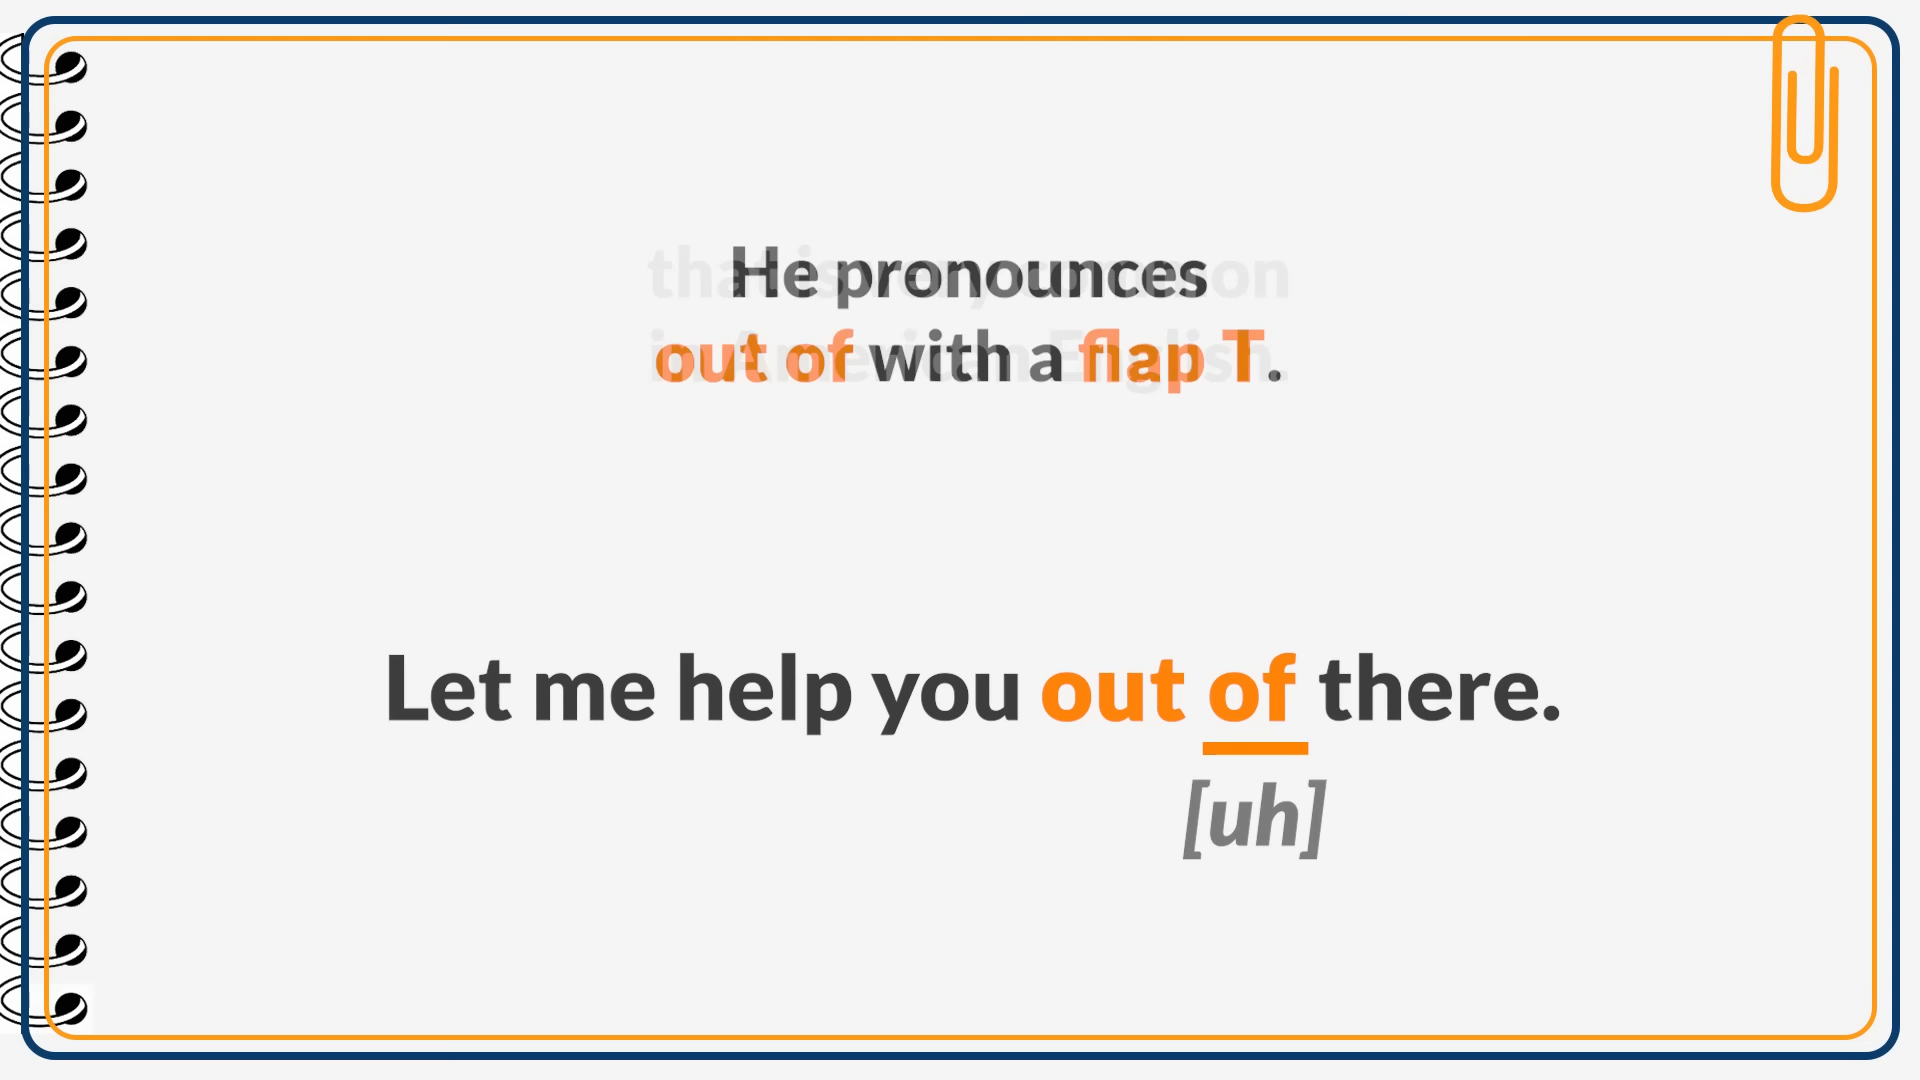 He pronounces
out of with a flap T.
Let me help you out of there.
[uh]